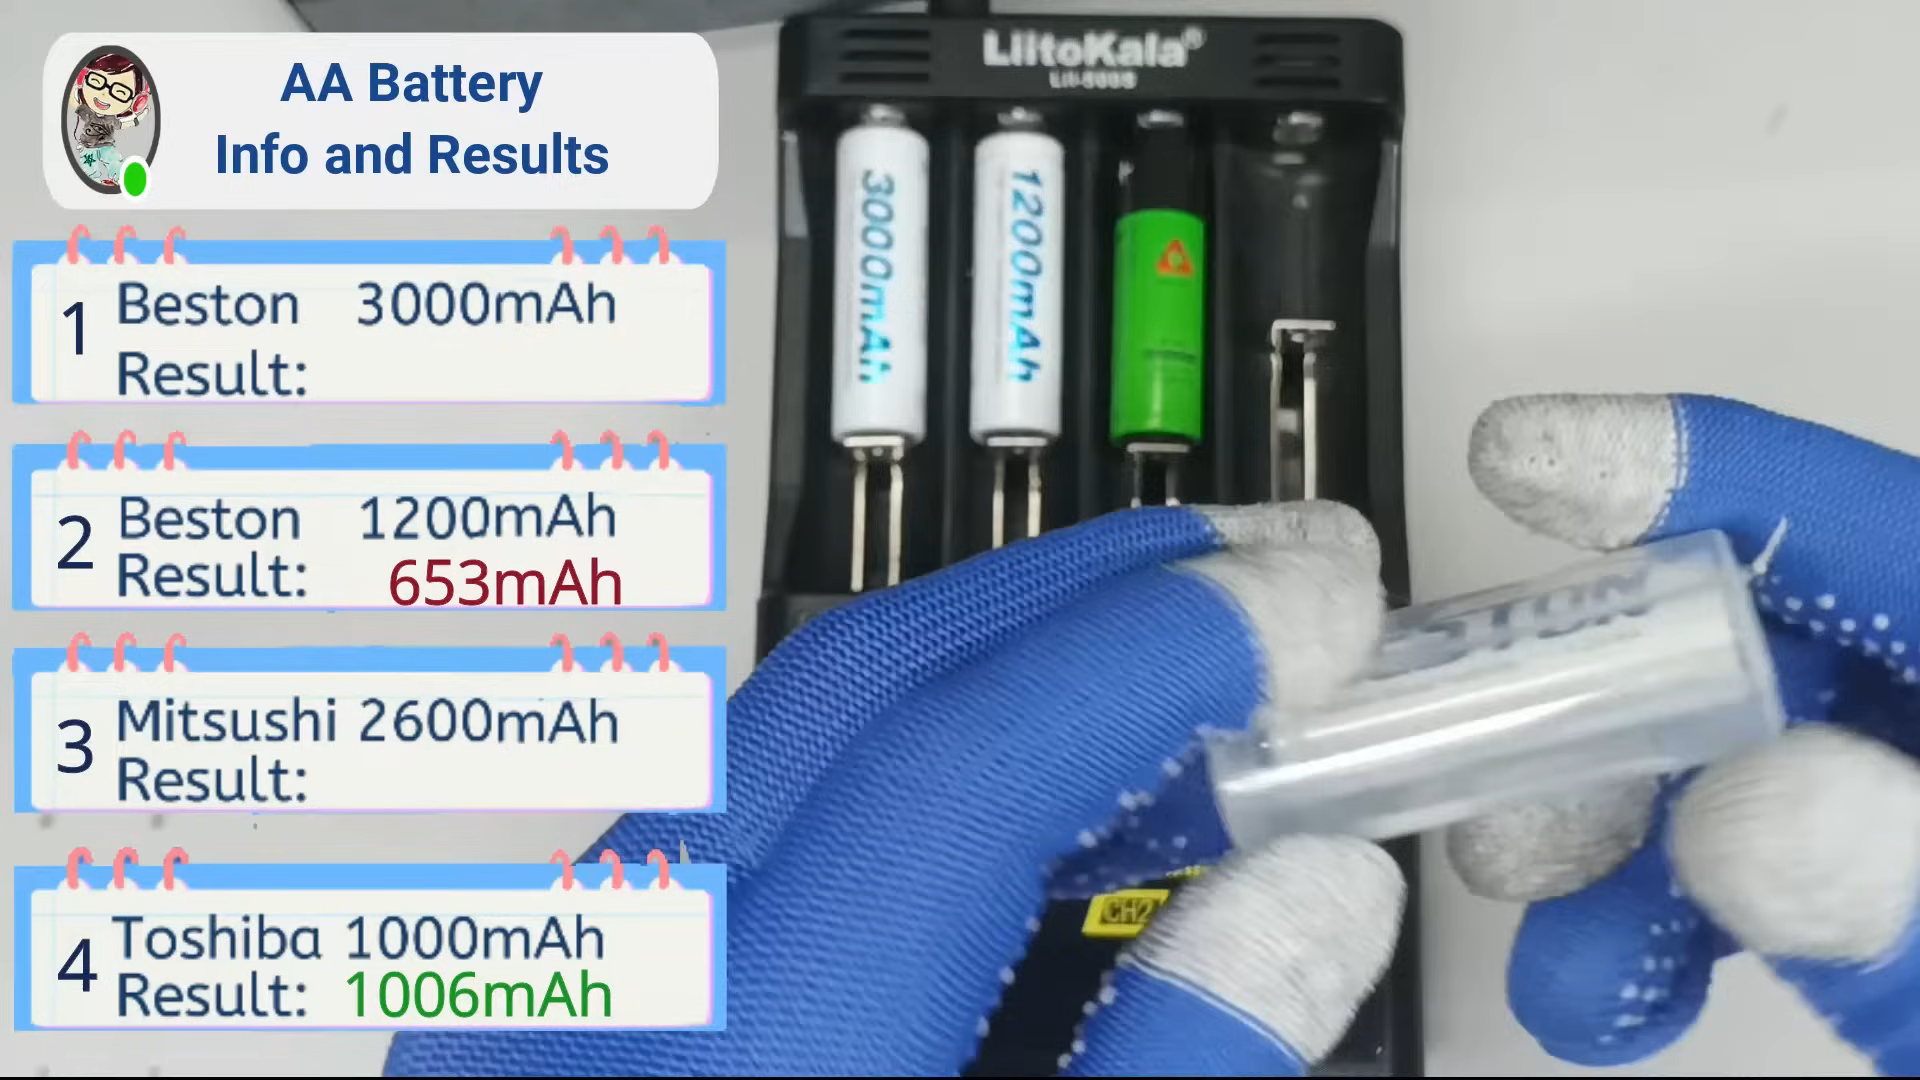 AA Battery
Info and Results
1
Beston 3000mAh
Result:
2
Beston 1200mAh
Result: 653mAh
3
Mitsushi 2600mAh
Result:
4
Toshiba 1000mAh
Result: 1006mAh
LiitoKala®
3000mAh
1200mAh
CH2